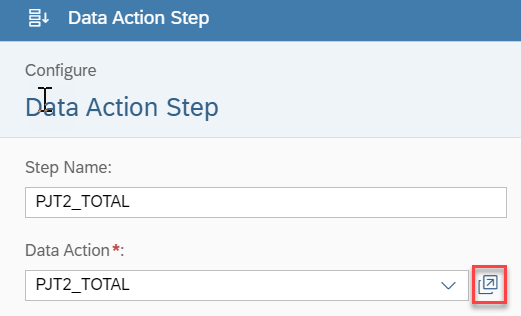 Data Action Step
Configure
Data Action Step
Step Name:
PJT2_TOTAL
Data Action*:
PJT2_TOTAL